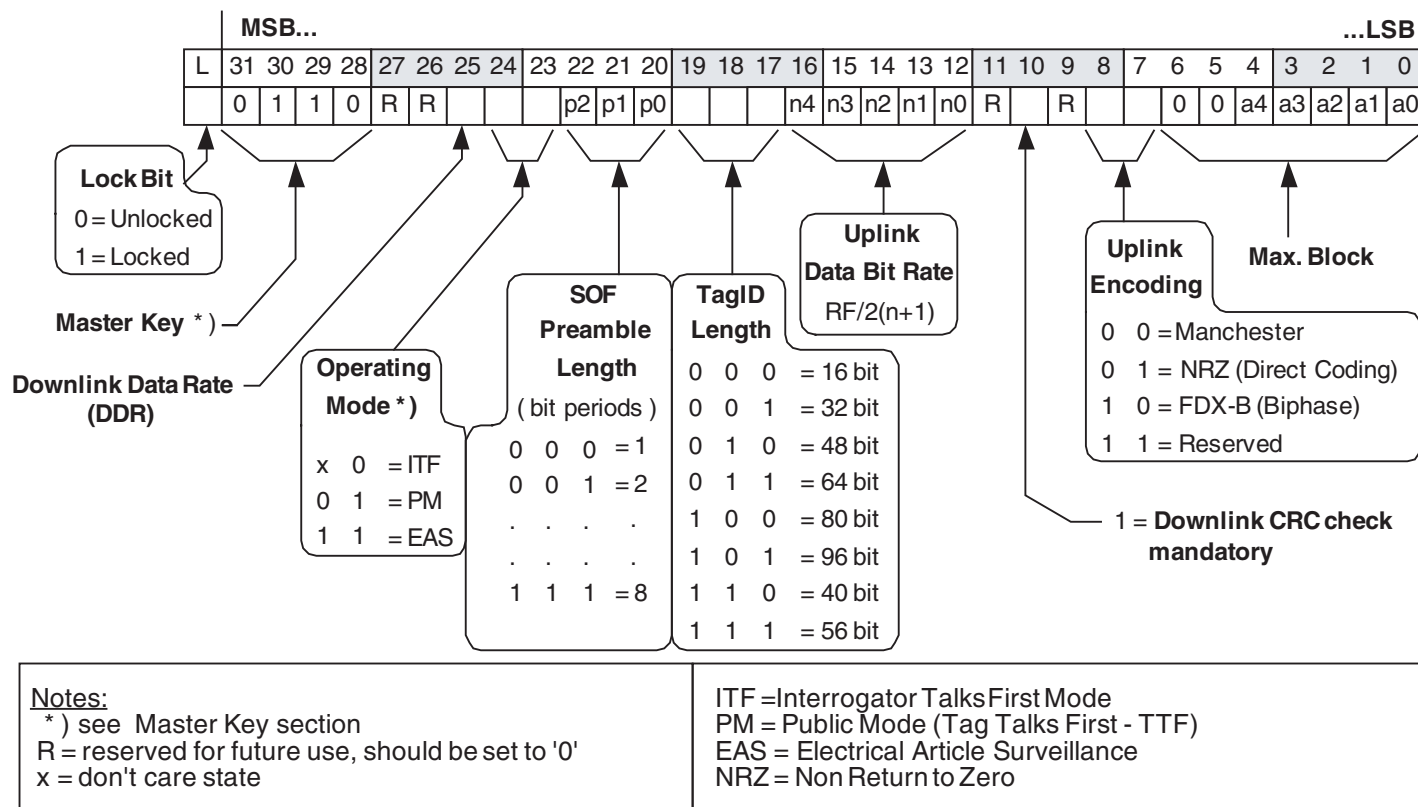 MSB... ...LSB
L 31 30 29 28 27 26 25 24 23 22 21 20 19 18 17 16 15 14 13 12 11 10 9 8 7 6 5 4 3 2 1 0
0 1 1 0 R R p2 p1 p0 n4 n3 n2 n1 n0 R R 0 0 a4 a3 a2 a1 a0
Lock Bit
0 = Unlocked
1 = Locked
Master Key *)
Downlink Data Rate
(DDR)
Operating
Mode *)
x 0 = ITF
0 1 = PM
1 1 = EAS
SOF
Preamble
Length
( bit periods )
0 0 0 = 1
0 0 1 = 2
. . . .
. . . .
1 1 1 = 8
TagID
Length
0 0 0 = 16 bit
0 0 1 = 32 bit
0 1 0 = 48 bit
0 1 1 = 64 bit
1 0 0 = 80 bit
1 0 1 = 96 bit
1 1 0 = 40 bit
1 1 1 = 56 bit
Uplink
Data Bit Rate
RF/2(n+1)
Uplink
Encoding
0 0 = Manchester
0 1 = NRZ (Direct Coding)
1 0 = FDX-B (Biphase)
1 1 = Reserved
Max. Block
1 = Downlink CRC check
mandatory
Notes:
* ) see Master Key section
R = reserved for future use, should be set to '0'
x = don't care state
ITF = Interrogator Talks First Mode
PM = Public Mode (Tag Talks First - TTF)
EAS = Electrical Article Surveillance
NRZ = Non Return to Zero